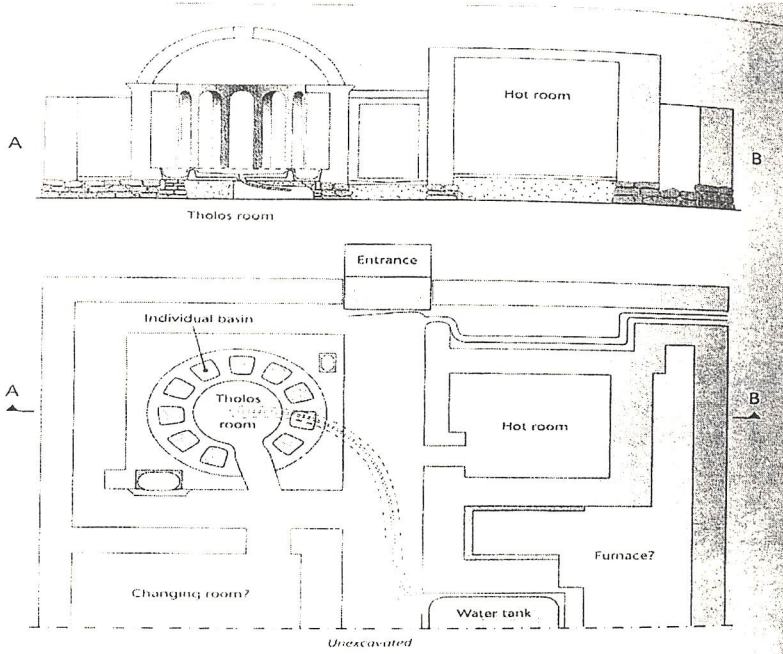 A
Hot room
B
Tholos room
Entrance
Individual basin
A
Tholos
room
Hot room
B
Furnace?
Changing room?
Water tank
Unexcavated